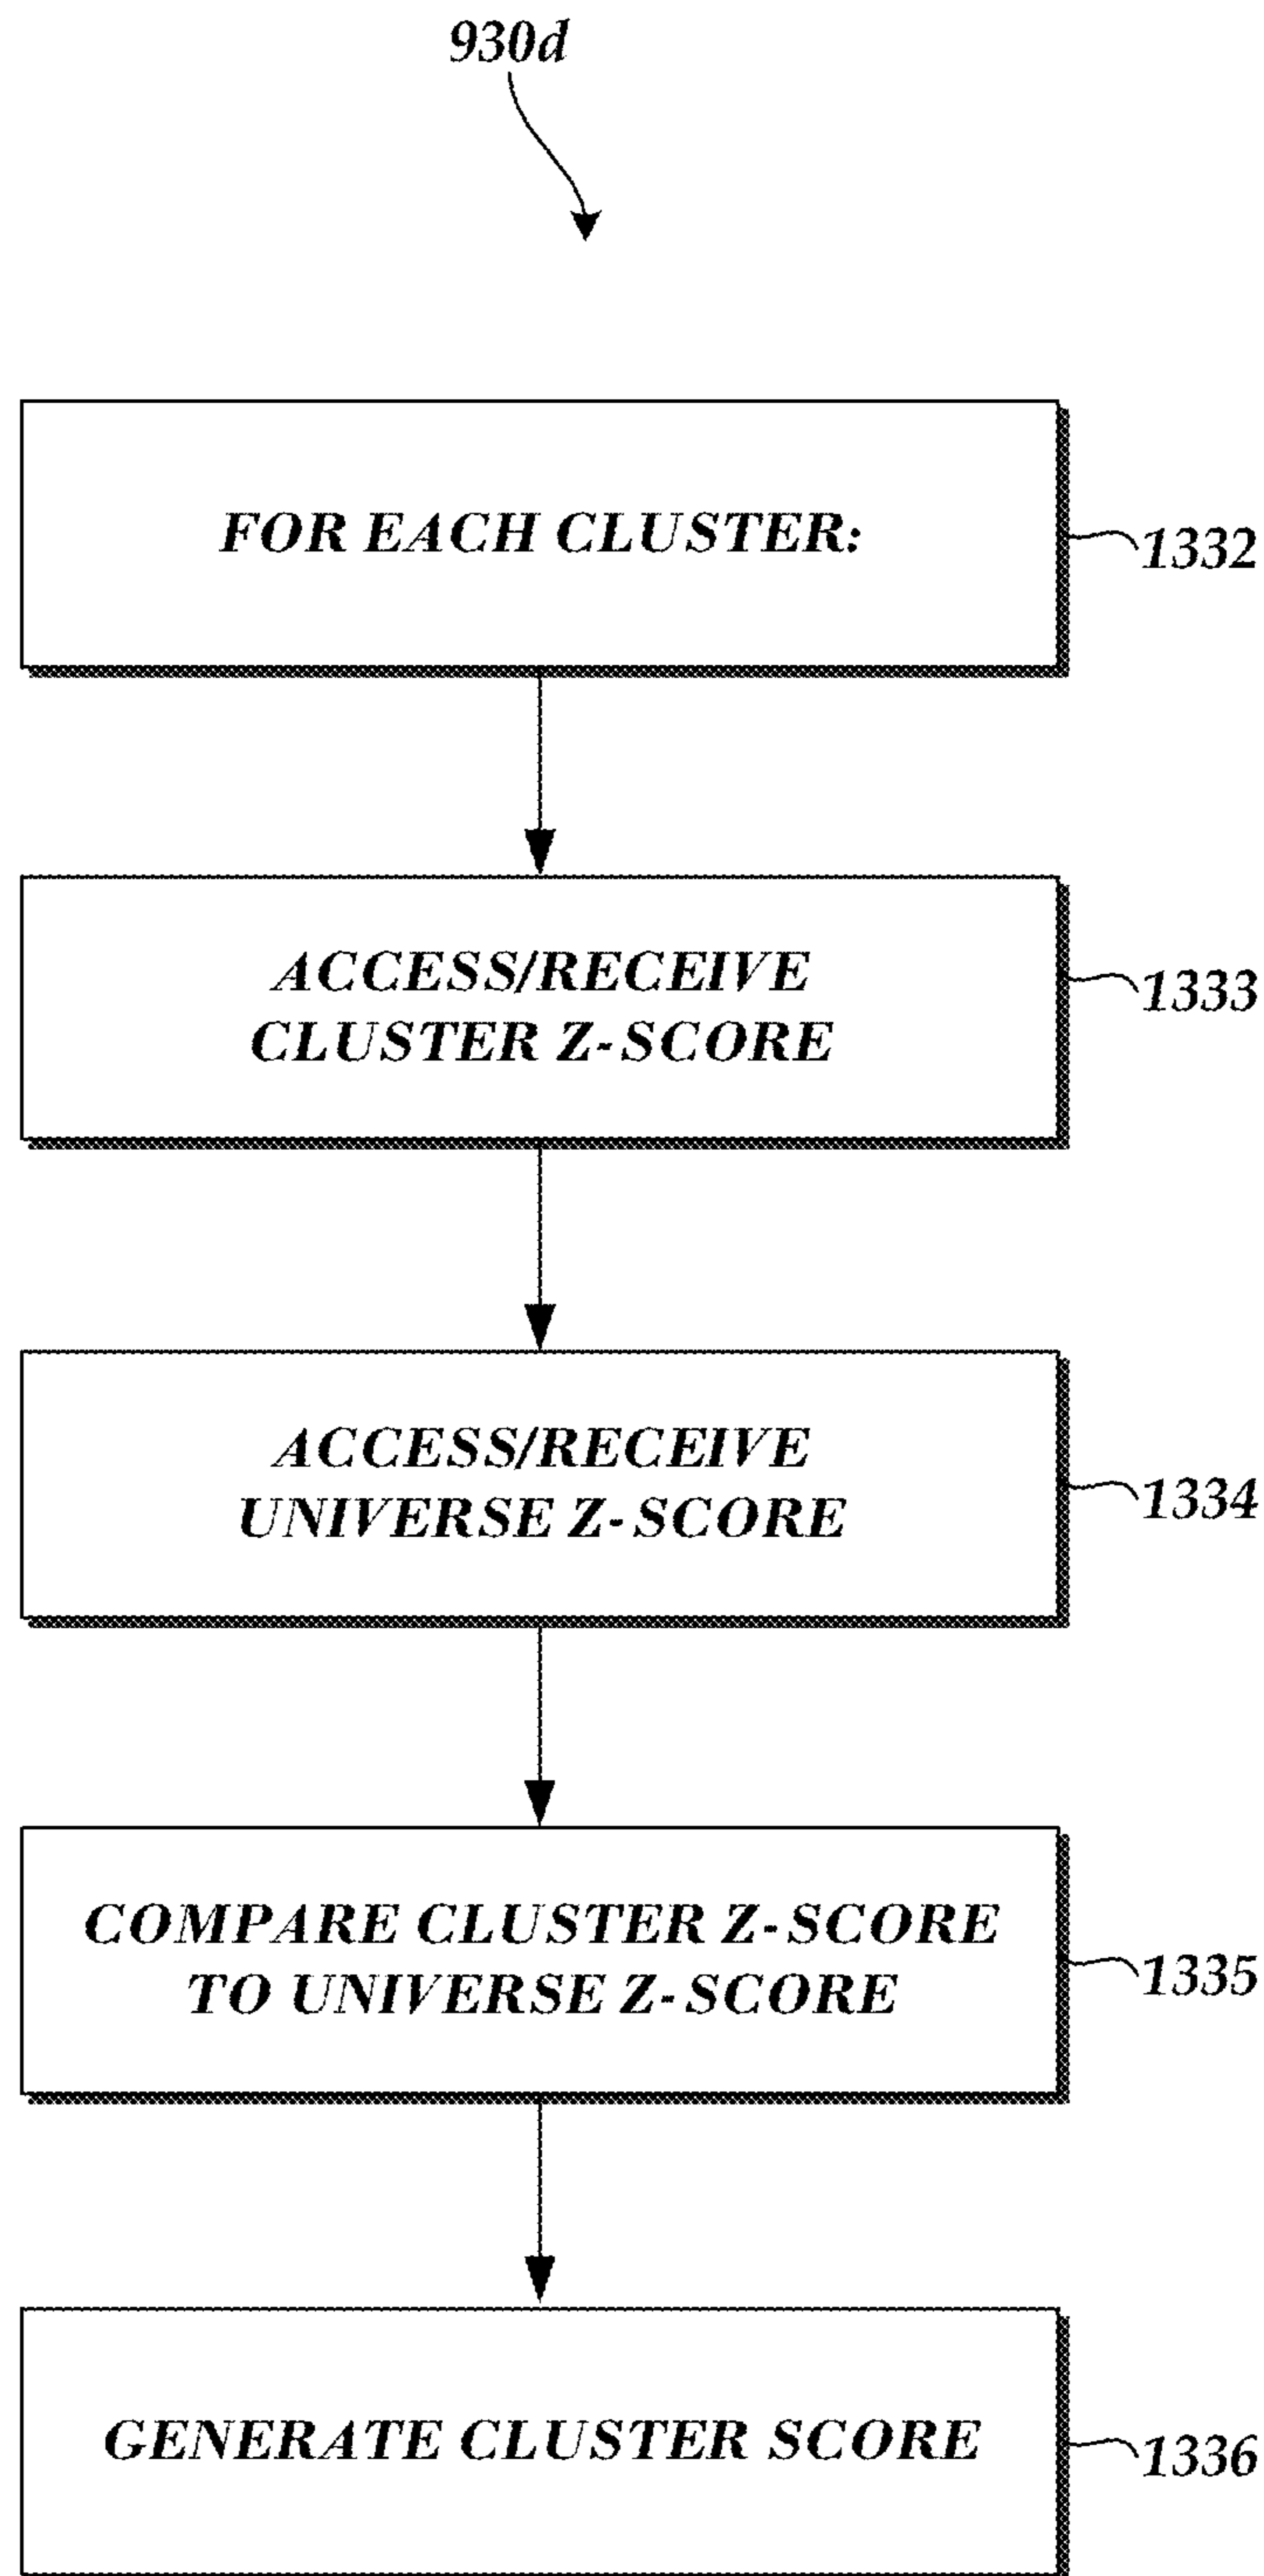 930d
FOR EACH CLUSTER:
1332
ACCESS/RECEIVE
CLUSTER Z-SCORE
1333
ACCESS/RECEIVE
UNIVERSE Z-SCORE
1334
COMPARE CLUSTER Z-SCORE
TO UNIVERSE Z-SCORE
1335
GENERATE CLUSTER SCORE
1336